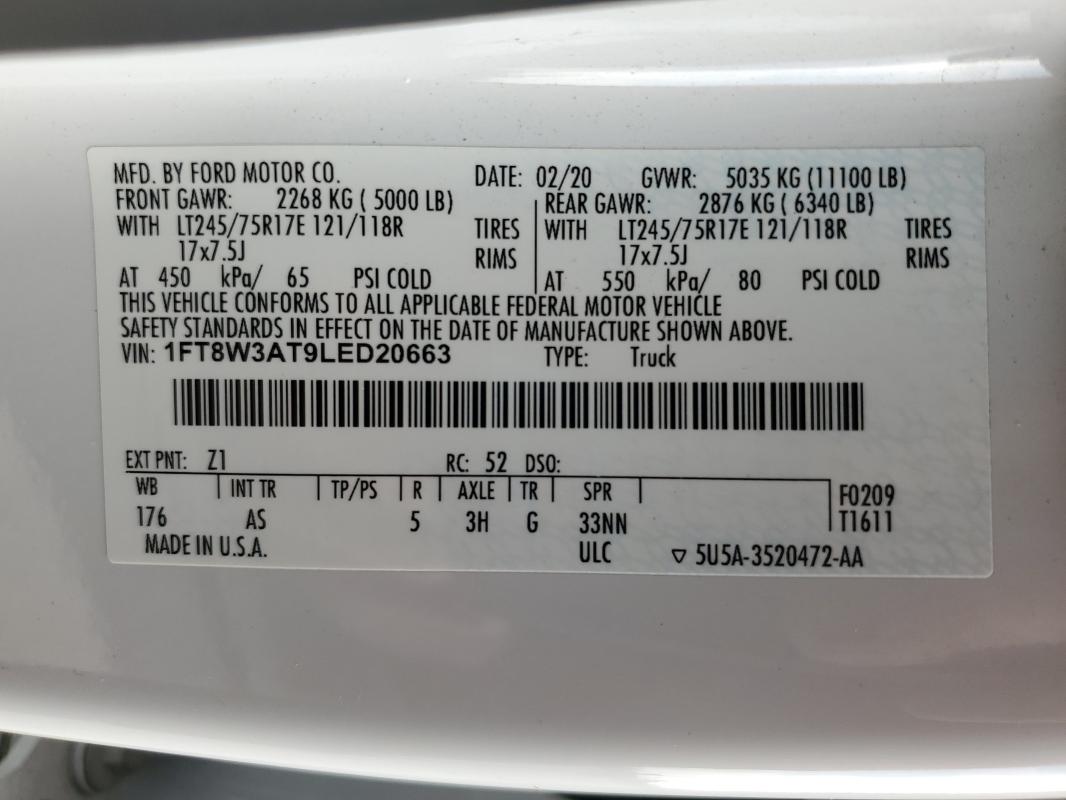 MFD. BY FORD MOTOR CO. DATE: 02/20 GVWR: 5035 KG (11100 LB)
FRONT GAWR: 2268 KG ( 5000 LB) REAR GAWR: 2876 KG ( 6340 LB)
WITH LT245/75R17E 121/118R TIRES WITH LT245/75R17E 121/118R TIRES
17x7.5J RIMS 17x7.5J RIMS
AT 450 kPa/ 65 PSI COLD AT 550 kPa/ 80 PSI COLD
THIS VEHICLE CONFORMS TO ALL APPLICABLE FEDERAL MOTOR VEHICLE
SAFETY STANDARDS IN EFFECT ON THE DATE OF MANUFACTURE SHOWN ABOVE.
VIN: 1FT8W3AT9LED20663 TYPE: Truck
EXT PNT: Z1 RC: 52 DSO:
WB INT TR TP/PS R AXLE TR SPR F0209
176 AS 5 3H G 33NN T1611
MADE IN U.S.A. ULC ▽ 5U5A-3520472-AA